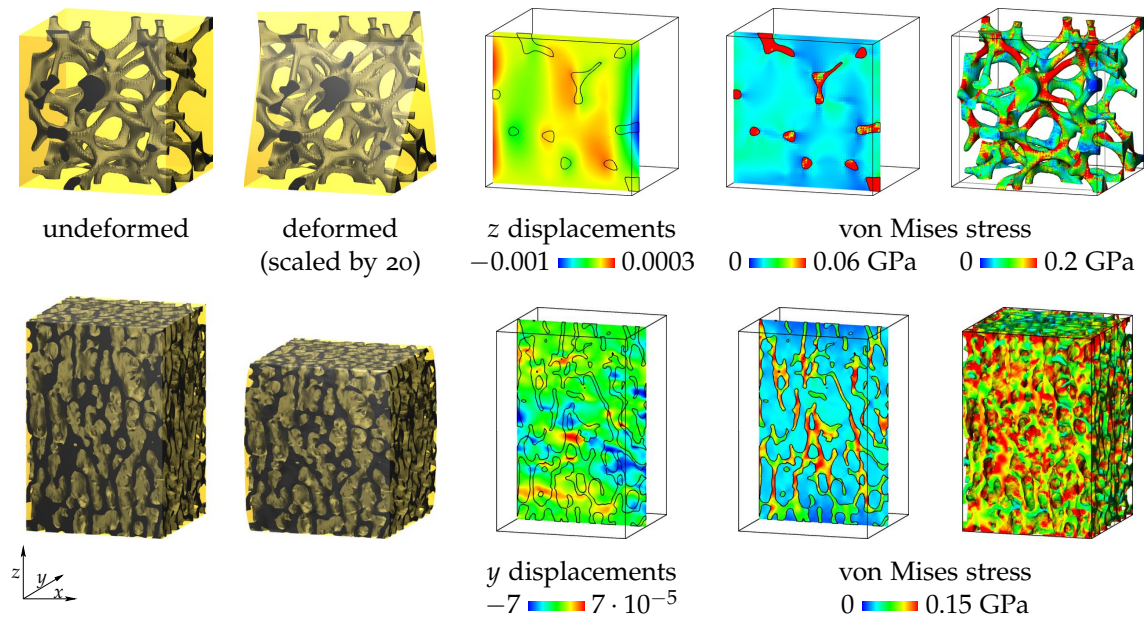 undeformed
deformed
(scaled by 20)
z displacements
−0.001 0.0003
von Mises stress
0 0.06 GPa 0 0.2 GPa
z
y
x
y displacements
−7 7 · 10⁻⁵
von Mises stress
0 0.15 GPa